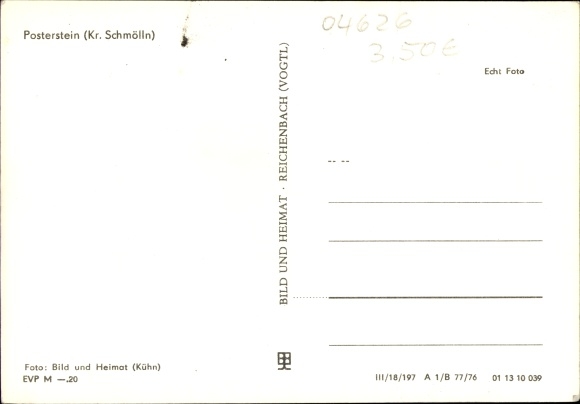 Posterstein (Kr. Schmölln)
04626
3.50€
Echt Foto
BILD UND HEIMAT · REICHENBACH (VOGTL)
Foto: Bild und Heimat (Kühn)
EVP M —.20
III/18/197 A 1/B 77/76 01 13 10 039